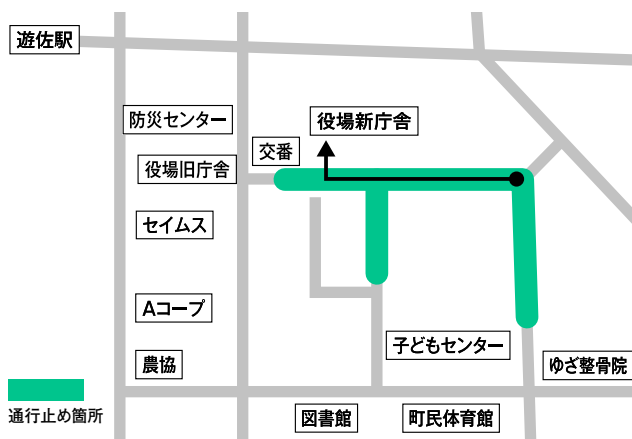 遊佐駅
防災センター
役場新庁舎
交番
役場旧庁舎
セイムス
Aコープ
子どもセンター
農協
ゆざ整骨院
通行止め箇所
図書館
町民体育館